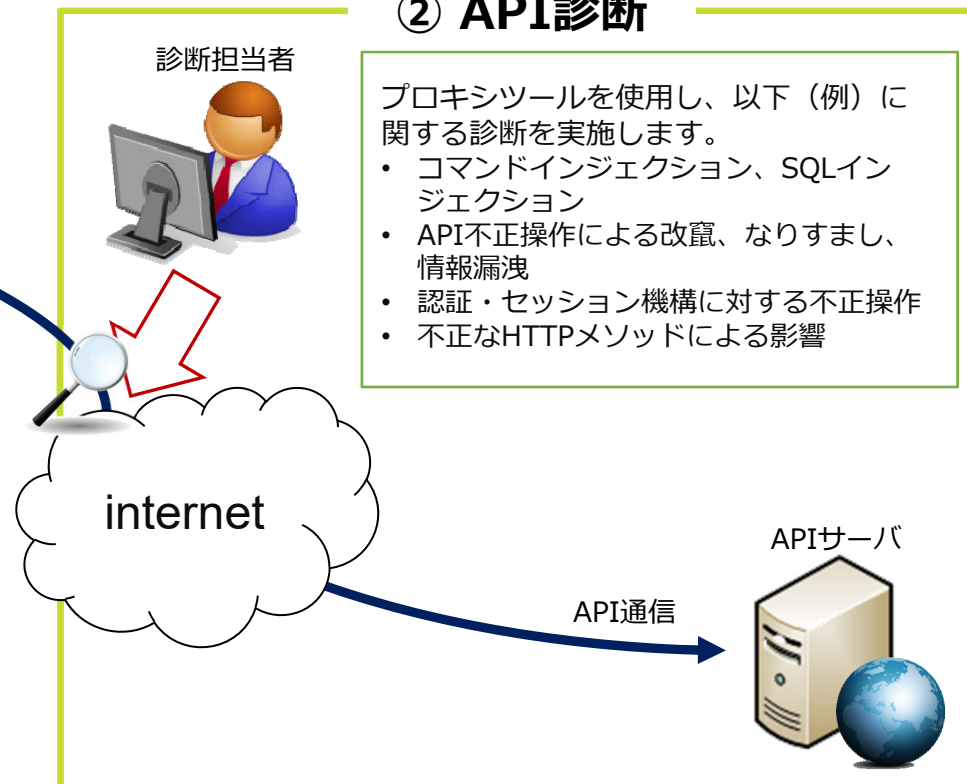 ② API診断
診断担当者
プロキシツールを使用し、以下（例）に
関する診断を実施します。
• コマンドインジェクション、SQLイン
ジェクション
• API不正操作による改竄、なりすまし、
情報漏洩
• 認証・セッション機構に対する不正操作
• 不正なHTTPメソッドによる影響
internet
APIサーバ
API通信